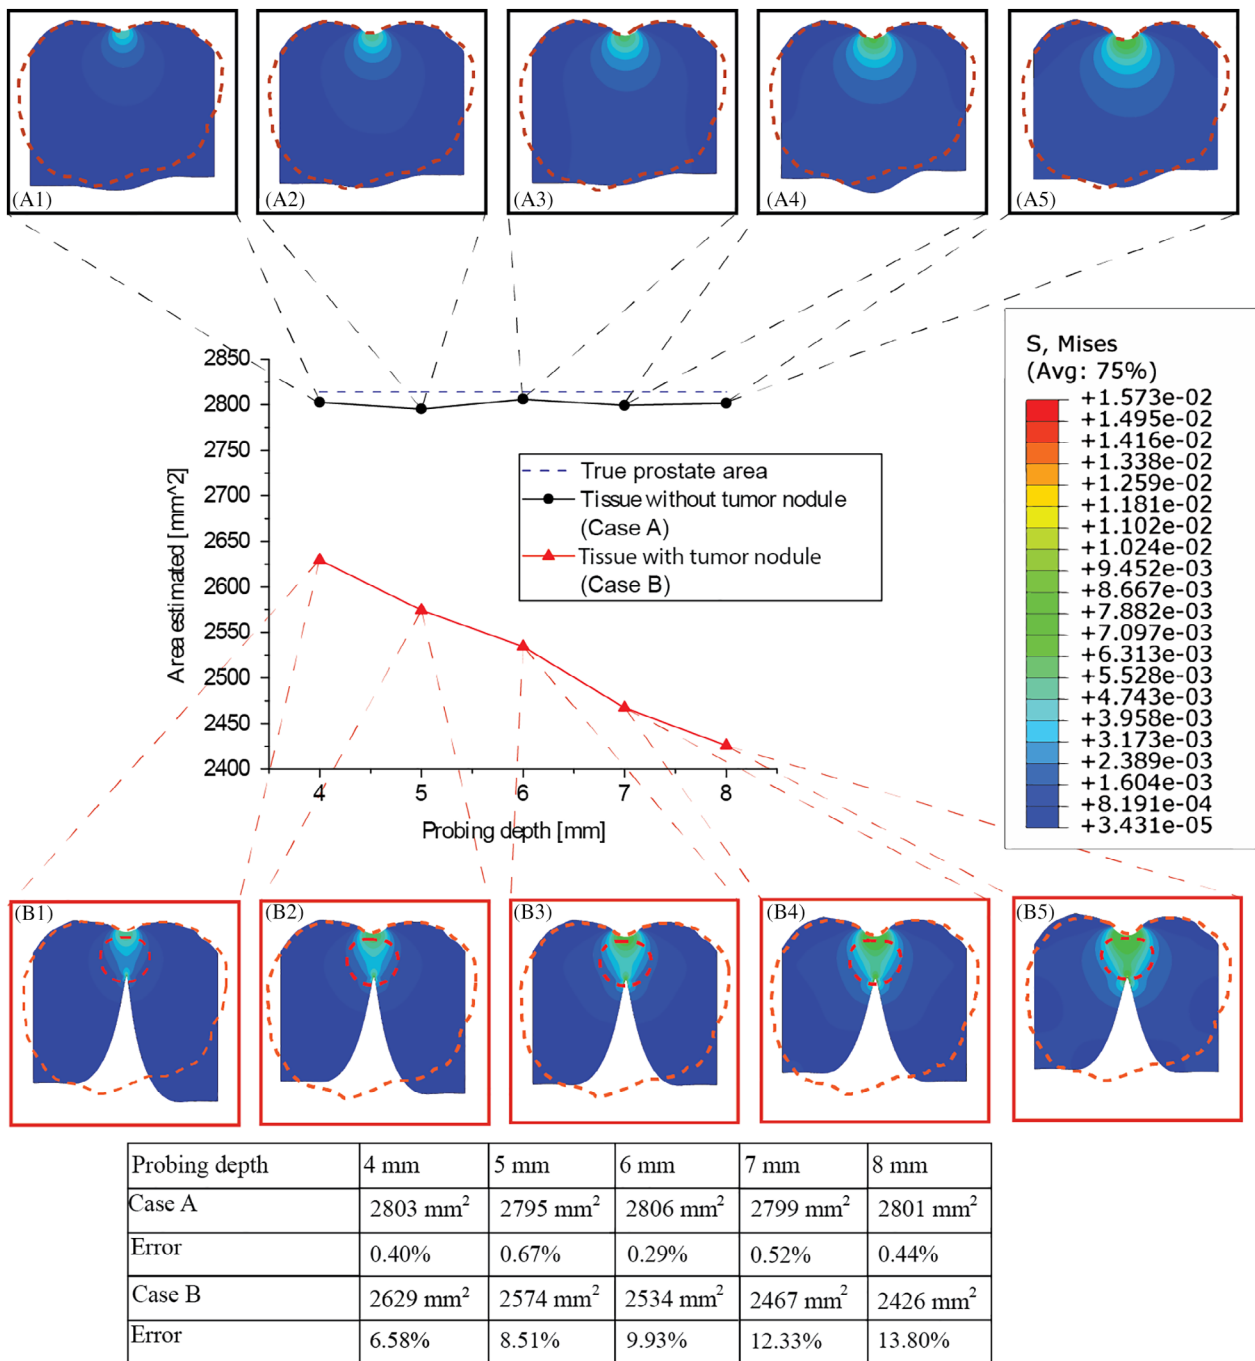 (A1)
(A2)
(A3)
(A4)
(A5)
2850
2800
2750
2700
2650
2600
2550
2500
2450
2400
Area estimated [mm^2]
True prostate area
Tissue without tumor nodule
(Case A)
Tissue with tumor nodule
(Case B)
4
5
6
7
8
Probing depth [mm]
S, Mises
(Avg: 75%)
+1.573e-02
+1.495e-02
+1.416e-02
+1.338e-02
+1.259e-02
+1.181e-02
+1.102e-02
+1.024e-02
+9.452e-03
+8.667e-03
+7.882e-03
+7.097e-03
+6.313e-03
+5.528e-03
+4.743e-03
+3.958e-03
+3.173e-03
+2.389e-03
+1.604e-03
+8.191e-04
+3.431e-05
(B1)
(B2)
(B3)
(B4)
(B5)
Probing depth 4 mm 5 mm 6 mm 7 mm 8 mm
Case A 2803 mm² 2795 mm² 2806 mm² 2799 mm² 2801 mm²
Error 0.40% 0.67% 0.29% 0.52% 0.44%
Case B 2629 mm² 2574 mm² 2534 mm² 2467 mm² 2426 mm²
Error 6.58% 8.51% 9.93% 12.33% 13.80%